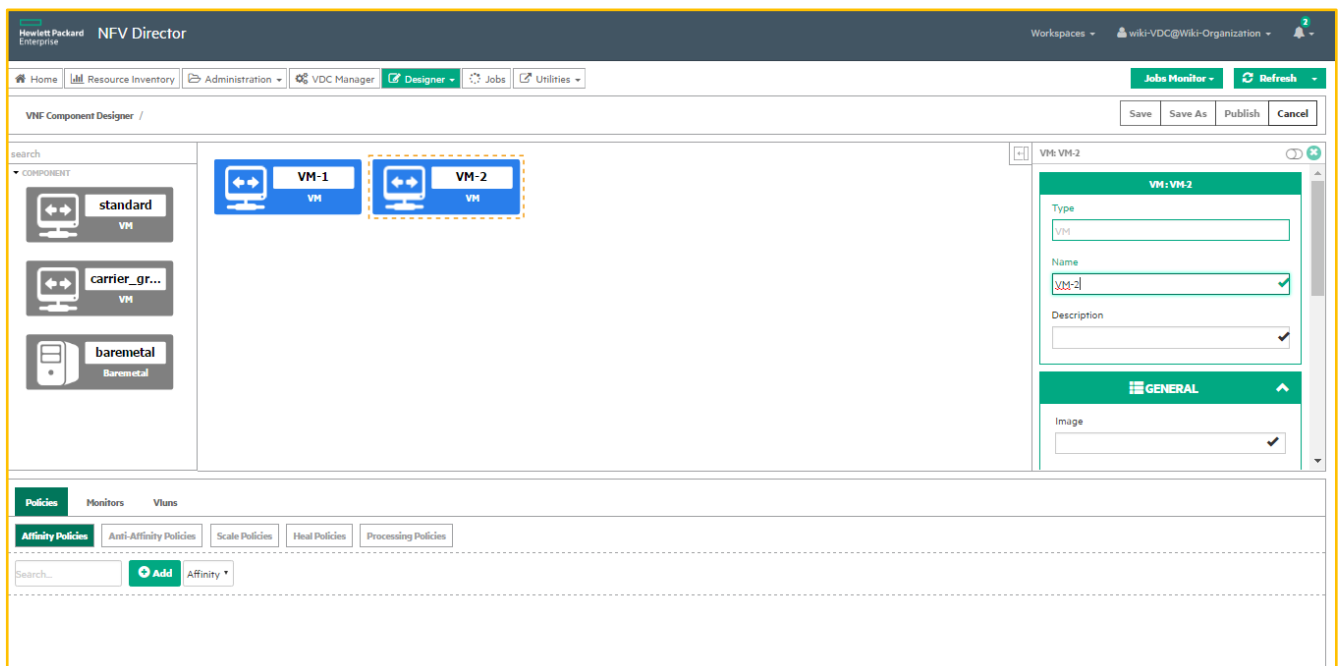 Hewlett Packard
Enterprise
NFV Director
Workspaces
wiki-VDC@Wiki-Organization
2
Home
Resource Inventory
Administration
VDC Manager
Designer
Jobs
Utilities
Jobs Monitor
Refresh
VNF Component Designer /
Save
Save As
Publish
Cancel
search
COMPONENT
standard
VM
carrier_gr...
VM
baremetal
Baremetal
VM-1
VM
VM-2
VM
VM: VM-2
VM : VM-2
Type
VM
Name
VM-2
Description
GENERAL
Image
Policies
Monitors
Vluns
Affinity Policies
Anti-Affinity Policies
Scale Policies
Heal Policies
Processing Policies
Search..
Add
Affinity